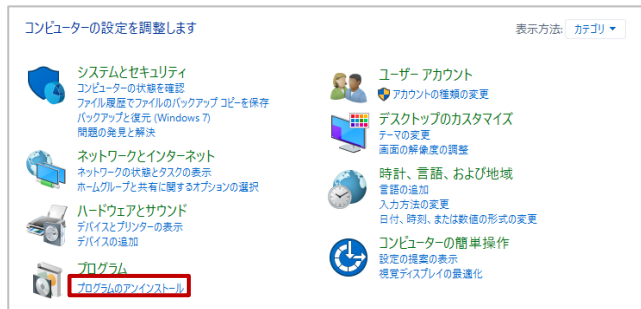 コンピューターの設定を調整します
表示方法: カテゴリ
システムとセキュリティ
コンピューターの状態を確認
ファイル履歴でファイルのバックアップ コピーを保存
バックアップと復元 (Windows 7)
問題の発見と解決
ネットワークとインターネット
ネットワークの状態とタスクの表示
ホームグループと共有に関するオプションの選択
ハードウェアとサウンド
デバイスとプリンターの表示
デバイスの追加
プログラム
プログラムのアンインストール
ユーザー アカウント
アカウントの種類の変更
デスクトップのカスタマイズ
テーマの変更
画面の解像度の調整
時計、言語、および地域
言語の追加
入力方法の変更
日付、時刻、または数値の形式の変更
コンピューターの簡単操作
設定の提案の表示
視覚ディスプレイの最適化